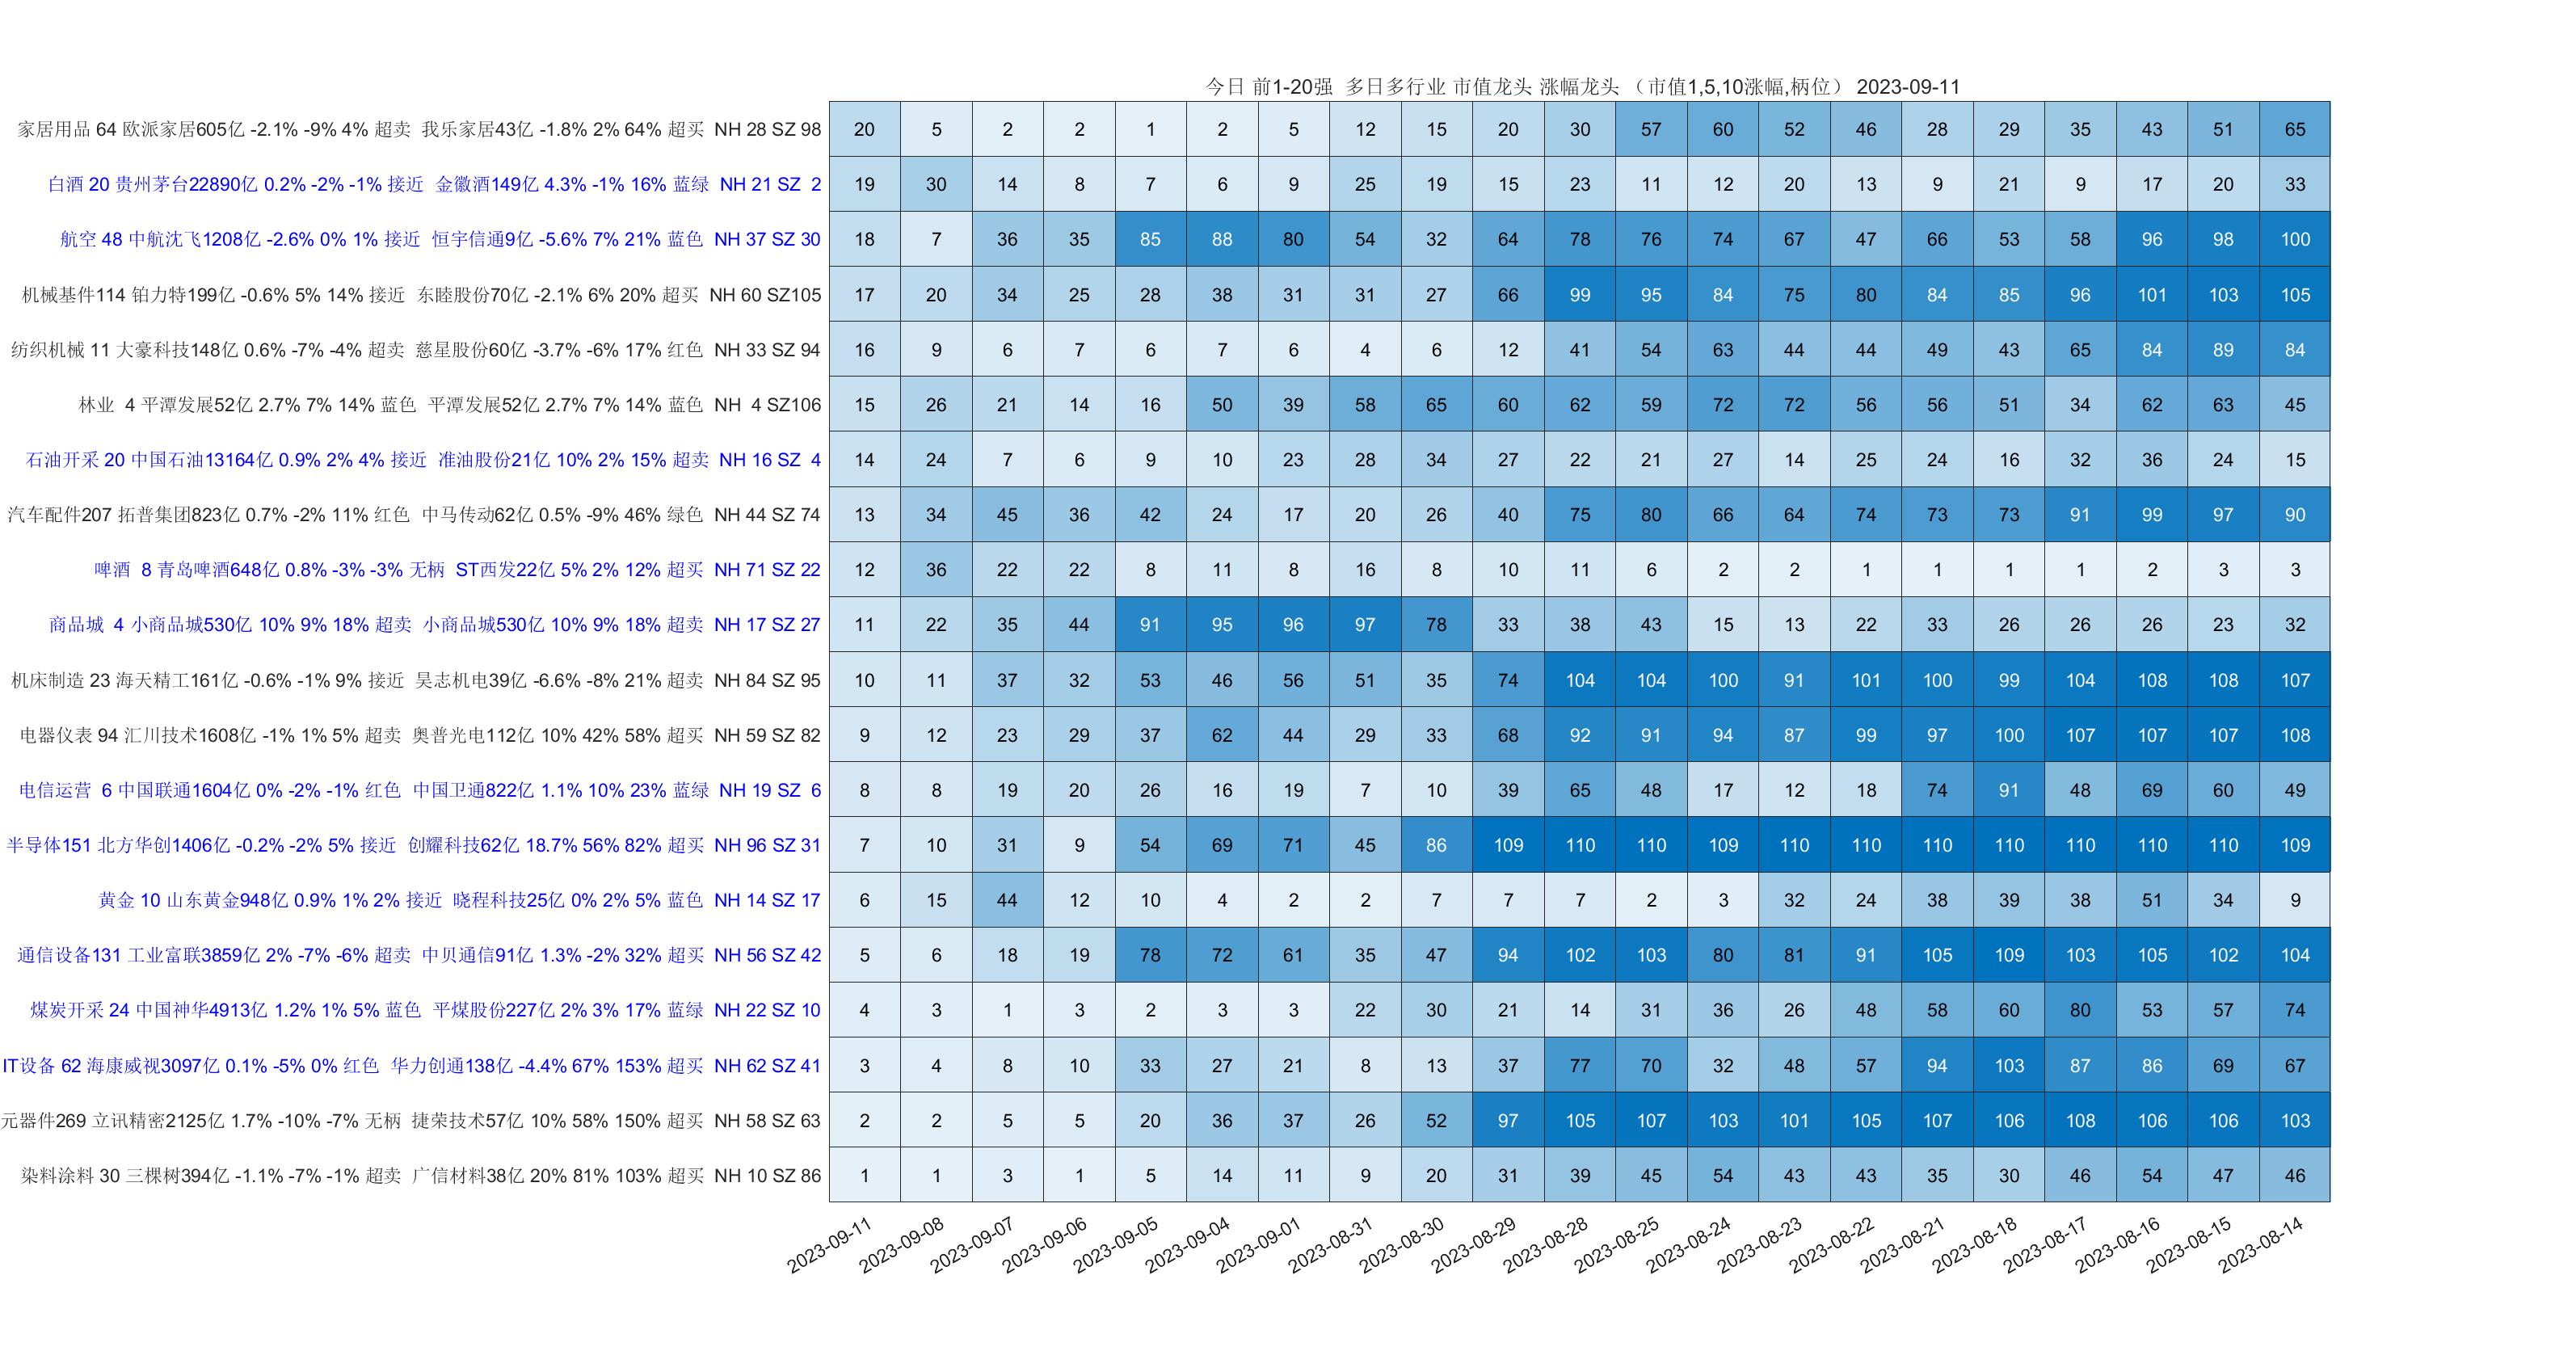 今日 前1-20强 多日多行业 市值龙头 涨幅龙头 （市值1,5,10涨幅,柄位） 2023-09-11
家居用品 64 欧派家居605亿 -2.1% -9% 4% 超卖 我乐家居43亿 -1.8% 2% 64% 超买 NH 28 SZ 98 20 5 2 2 1 2 5 12 15 20 30 57 60 52 46 28 29 35 43 51 65
白酒 20 贵州茅台22890亿 0.2% -2% -1% 接近 金徽酒149亿 4.3% -1% 16% 蓝绿 NH 21 SZ 2 19 30 14 8 7 6 9 25 19 15 23 11 12 20 13 9 21 9 17 20 33
航空 48 中航沈飞1208亿 -2.6% 0% 1% 接近 恒宇信通9亿 -5.6% 7% 21% 蓝色 NH 37 SZ 30 18 7 36 35 85 88 80 54 32 64 78 76 74 67 47 66 53 58 96 98 100
机械基件114 铂力特199亿 -0.6% 5% 14% 接近 东睦股份70亿 -2.1% 6% 20% 超买 NH 60 SZ105 17 20 34 25 28 38 31 31 27 66 99 95 84 75 80 84 85 96 101 103 105
纺织机械 11 大豪科技148亿 0.6% -7% -4% 超卖 慈星股份60亿 -3.7% -6% 17% 红色 NH 33 SZ 94 16 9 6 7 6 7 6 4 6 12 41 54 63 44 44 49 43 65 84 89 84
林业 4 平潭发展52亿 2.7% 7% 14% 蓝色 平潭发展52亿 2.7% 7% 14% 蓝色 NH 4 SZ106 15 26 21 14 16 50 39 58 65 60 62 59 72 72 56 56 51 34 62 63 45
石油开采 20 中国石油13164亿 0.9% 2% 4% 接近 准油股份21亿 10% 2% 15% 超卖 NH 16 SZ 4 14 24 7 6 9 10 23 28 34 27 22 21 27 14 25 24 16 32 36 24 15
汽车配件207 拓普集团823亿 0.7% -2% 11% 红色 中马传动62亿 0.5% -9% 46% 绿色 NH 44 SZ 74 13 34 45 36 42 24 17 20 26 40 75 80 66 64 74 73 73 91 99 97 90
啤酒 8 青岛啤酒648亿 0.8% -3% -3% 无柄 ST西发22亿 5% 2% 12% 超买 NH 71 SZ 22 12 36 22 22 8 11 8 16 8 10 11 6 2 2 1 1 1 1 2 3 3
商品城 4 小商品城530亿 10% 9% 18% 超卖 小商品城530亿 10% 9% 18% 超卖 NH 17 SZ 27 11 22 35 44 91 95 96 97 78 33 38 43 15 13 22 33 26 26 26 23 32
机床制造 23 海天精工161亿 -0.6% -1% 9% 接近 昊志机电39亿 -6.6% -8% 21% 超卖 NH 84 SZ 95 10 11 37 32 53 46 56 51 35 74 104 104 100 91 101 100 99 104 108 108 107
电器仪表 94 汇川技术1608亿 -1% 1% 5% 超卖 奥普光电112亿 10% 42% 58% 超买 NH 59 SZ 82 9 12 23 29 37 62 44 29 33 68 92 91 94 87 99 97 100 107 107 107 108
电信运营 6 中国联通1604亿 0% -2% -1% 红色 中国卫通822亿 1.1% 10% 23% 蓝绿 NH 19 SZ 6 8 8 19 20 26 16 19 7 10 39 65 48 17 12 18 74 91 48 69 60 49
半导体151 北方华创1406亿 -0.2% -2% 5% 接近 创耀科技62亿 18.7% 56% 82% 超买 NH 96 SZ 31 7 10 31 9 54 69 71 45 86 109 110 110 109 110 110 110 110 110 110 110 109
黄金 10 山东黄金948亿 0.9% 1% 2% 接近 晓程科技25亿 0% 2% 5% 蓝色 NH 14 SZ 17 6 15 44 12 10 4 2 2 7 7 7 2 3 32 24 38 39 38 51 34 9
通信设备131 工业富联3859亿 2% -7% -6% 超卖 中贝通信91亿 1.3% -2% 32% 超买 NH 56 SZ 42 5 6 18 19 78 72 61 35 47 94 102 103 80 81 91 105 109 103 105 102 104
煤炭开采 24 中国神华4913亿 1.2% 1% 5% 蓝色 平煤股份227亿 2% 3% 17% 蓝绿 NH 22 SZ 10 4 3 1 3 2 3 3 22 30 21 14 31 36 26 48 58 60 80 53 57 74
IT设备 62 海康威视3097亿 0.1% -5% 0% 红色 华力创通138亿 -4.4% 67% 153% 超买 NH 62 SZ 41 3 4 8 10 33 27 21 8 13 37 77 70 32 48 57 94 103 87 86 69 67
元器件269 立讯精密2125亿 1.7% -10% -7% 无柄 捷荣技术57亿 10% 58% 150% 超买 NH 58 SZ 63 2 2 5 5 20 36 37 26 52 97 105 107 103 101 105 107 106 108 106 106 103
染料涂料 30 三棵树394亿 -1.1% -7% -1% 超卖 广信材料38亿 20% 81% 103% 超买 NH 10 SZ 86 1 1 3 1 5 14 11 9 20 31 39 45 54 43 43 35 30 46 54 47 46
2023-09-11 2023-09-08 2023-09-07 2023-09-06 2023-09-05 2023-09-04 2023-09-01 2023-08-31 2023-08-30 2023-08-29 2023-08-28 2023-08-25 2023-08-24 2023-08-23 2023-08-22 2023-08-21 2023-08-18 2023-08-17 2023-08-16 2023-08-15 2023-08-14